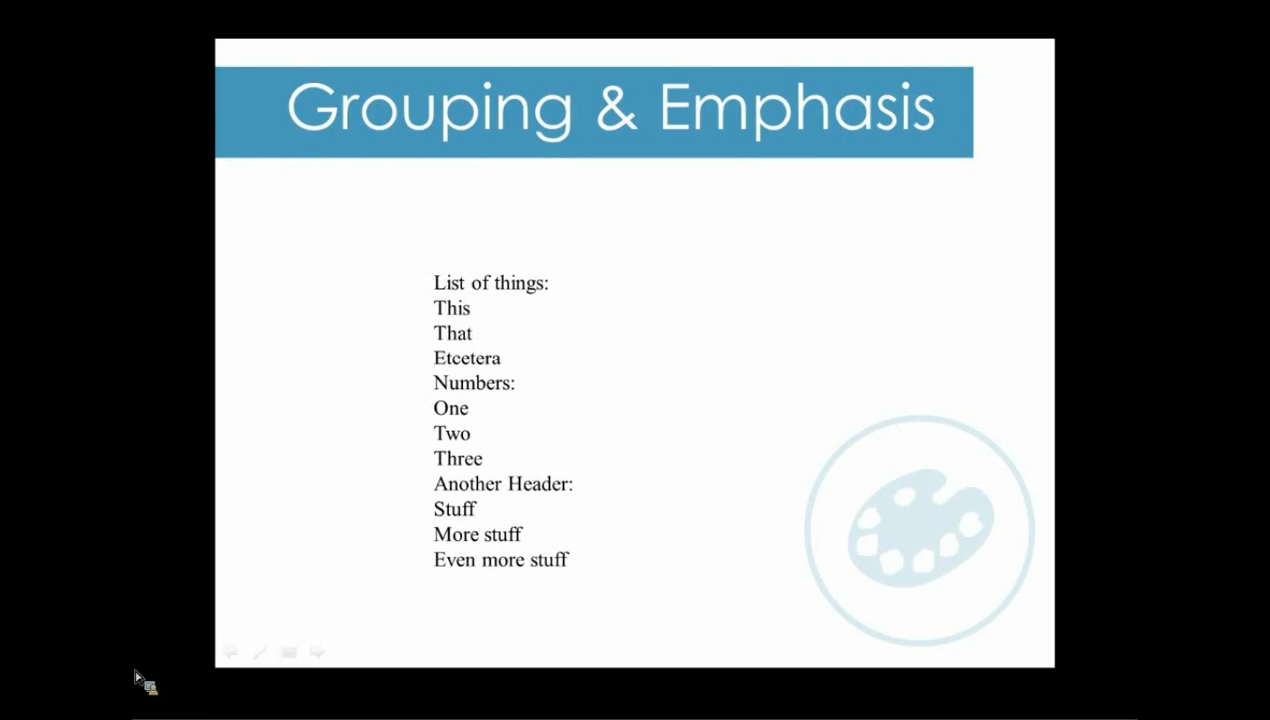 Grouping & Emphasis
List of things:
This
That
Etcetera
Numbers:
One
Two
Three
Another Header:
Stuff
More stuff
Even more stuff